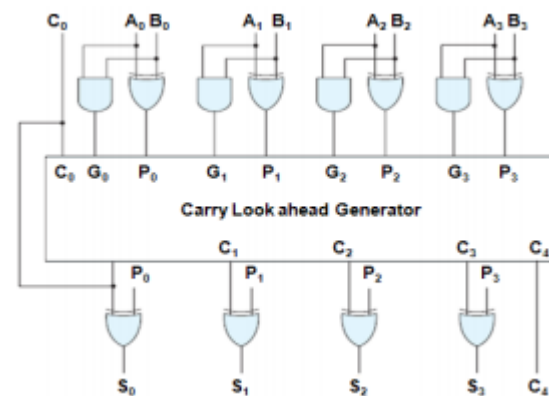 C₀ A₀ B₀ A₁ B₁ A₂ B₂ A₃ B₃
C₀ G₀ P₀ G₁ P₁ G₂ P₂ G₃ P₃
Carry Look ahead Generator
C₁ C₂ C₃ C₄
P₀ P₁ P₂ P₃
S₀ S₁ S₂ S₃ C₄